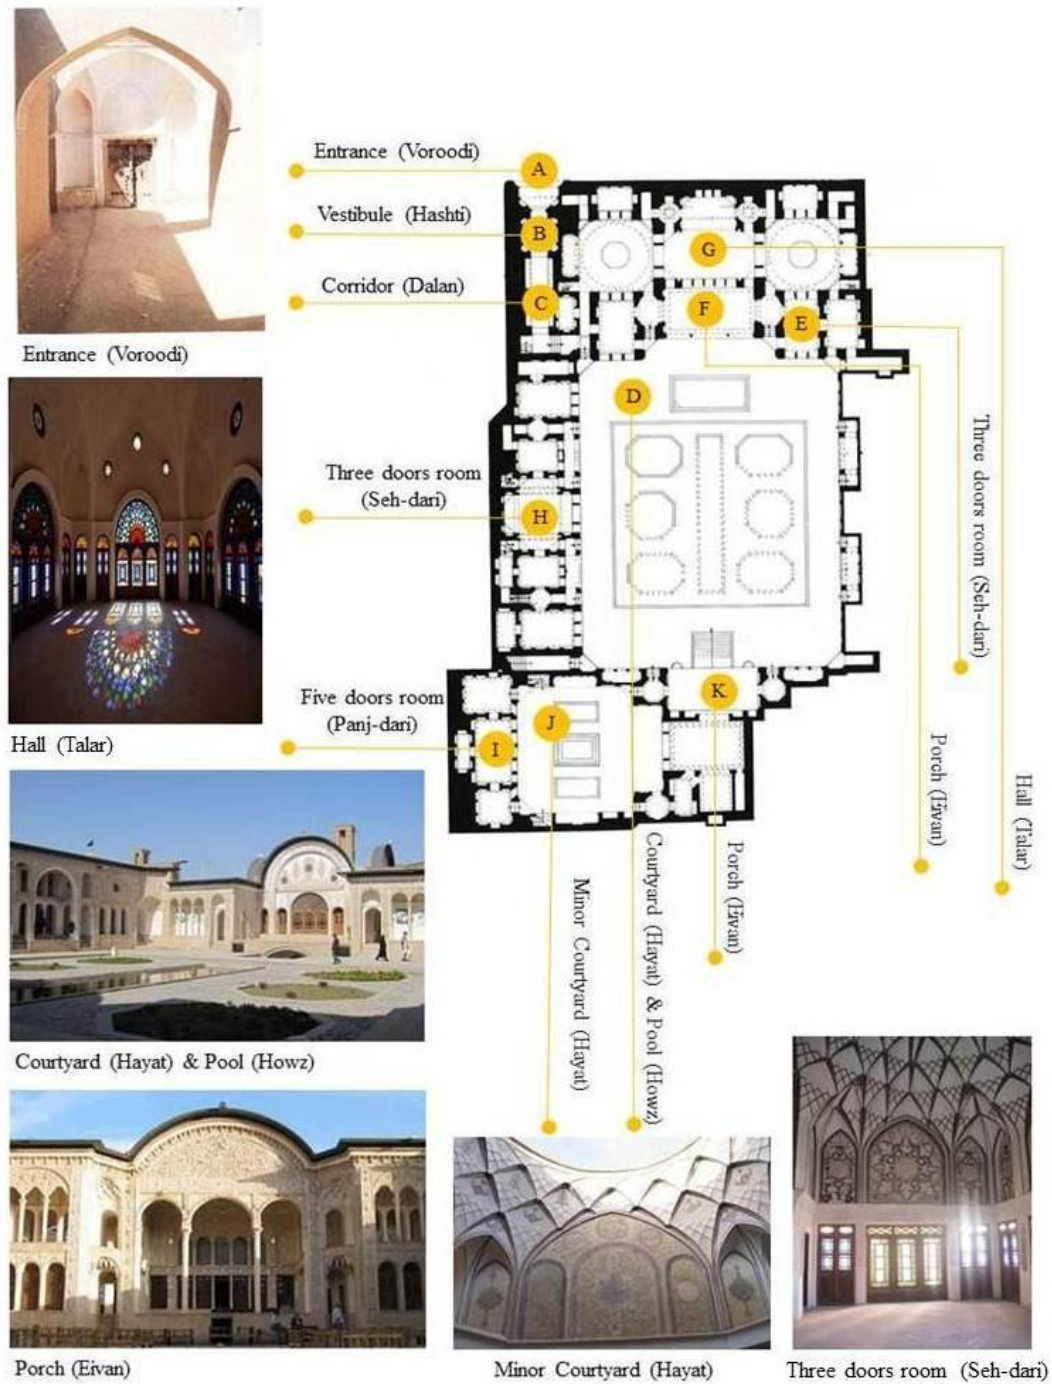 Entrance (Voroodi)
Vestibule (Hashti)
Corridor (Dalan)
A
B
C
G
F
E
Entrance (Voroodi)
D
Three doors room
(Seh-dari)
H
Three doors room (Seh-dari)
Hall (Talar)
Five doors room
(Panj-dari)
K
J
I
Porch (Eivan)
Hall (Talar)
Porch (Eivan)
Courtyard (Hayat) & Pool (Howz)
Minor Courtyard (Hayat)
Courtyard (Hayat) & Pool (Howz)
Porch (Eivan)
Minor Courtyard (Hayat)
Three doors room (Seh-dari)